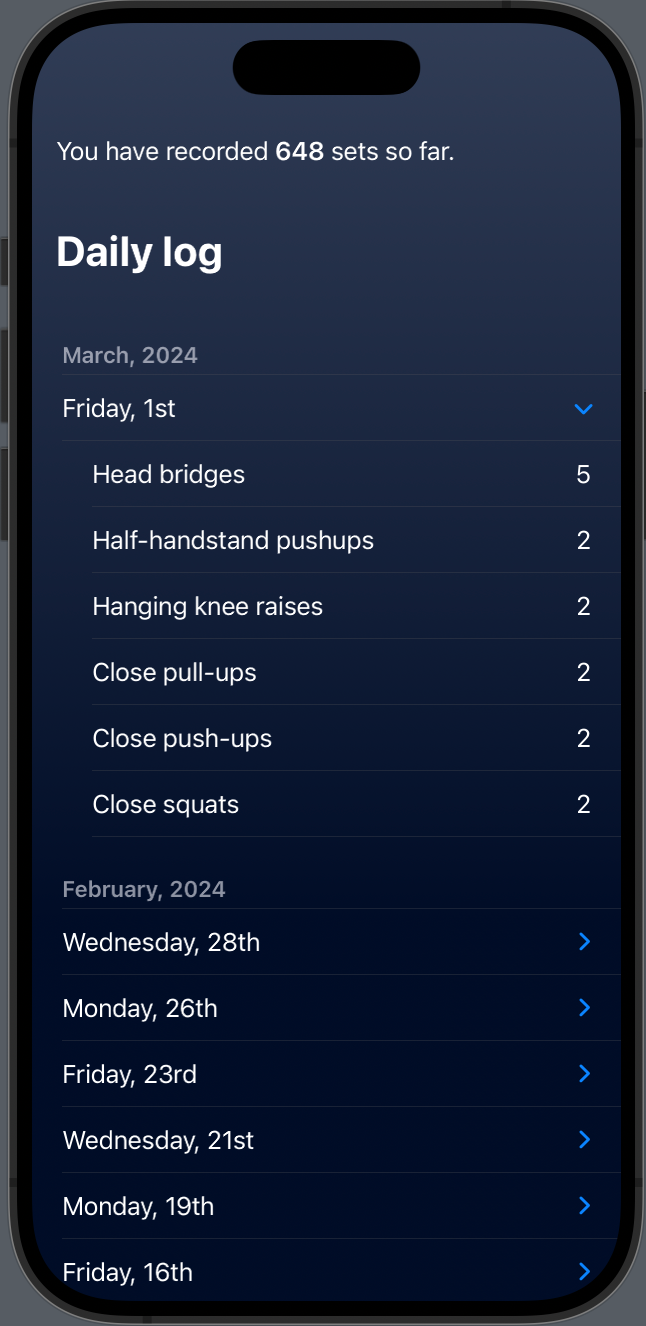 You have recorded 648 sets so far.
Daily log
March, 2024
Friday, 1st
Head bridges 5
Half-handstand pushups 2
Hanging knee raises 2
Close pull-ups 2
Close push-ups 2
Close squats 2
February, 2024
Wednesday, 28th
Monday, 26th
Friday, 23rd
Wednesday, 21st
Monday, 19th
Friday, 16th